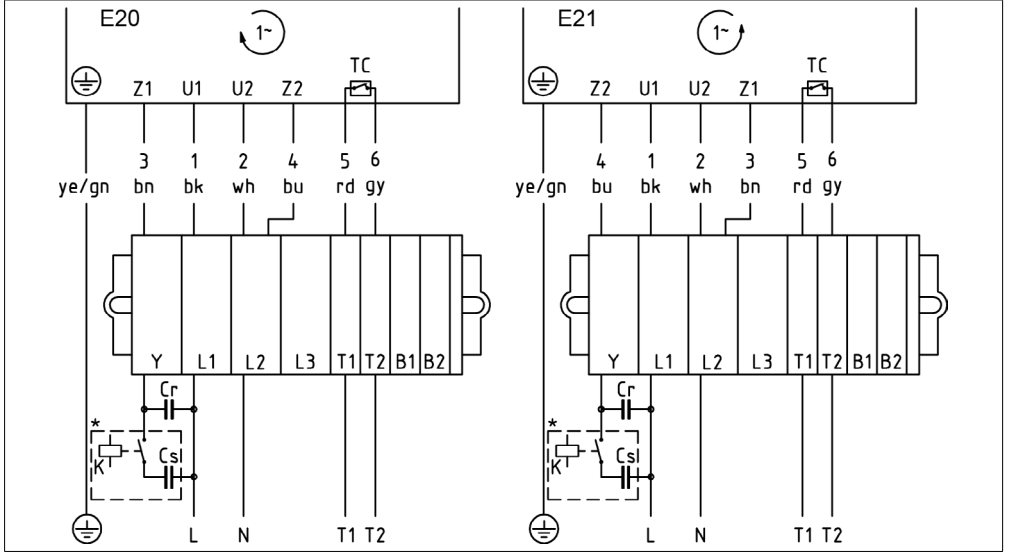 E20
1~
TC
Z1 U1 U2 Z2
3 1 2 4 5 6
ye/gn bn bk wh bu rd gy
Y L1 L2 L3 T1 T2 B1 B2
Cr
*
K Cs
L N T1 T2
E21
1~
TC
Z2 U1 U2 Z1
4 1 2 3 5 6
ye/gn bu bk wh bn rd gy
Y L1 L2 L3 T1 T2 B1 B2
Cr
*
K Cs
L N T1 T2